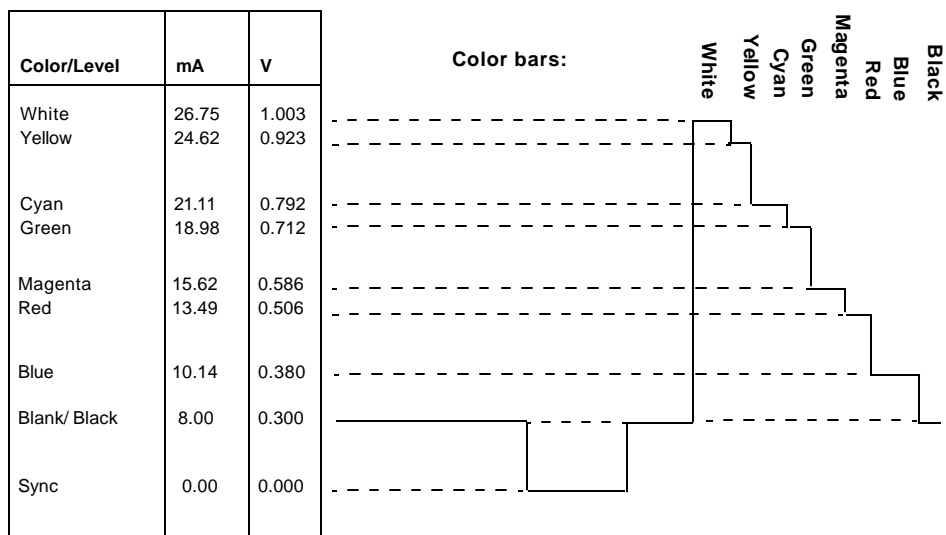 Color/Level mA V
White 26.75 1.003
Yellow 24.62 0.923
Cyan 21.11 0.792
Green 18.98 0.712
Magenta 15.62 0.586
Red 13.49 0.506
Blue 10.14 0.380
Blank/ Black 8.00 0.300
Sync 0.00 0.000
Color bars:
White
Yellow
Cyan
Green
Magenta
Red
Blue
Black